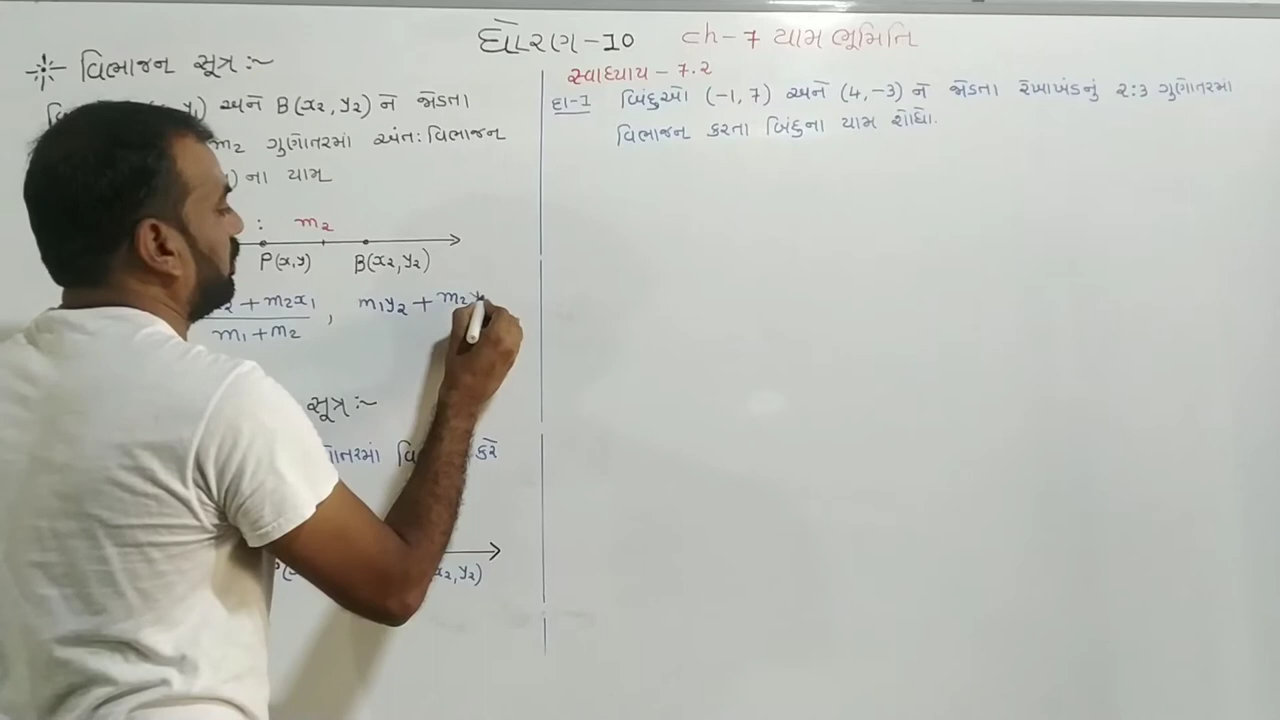 ધોરણ-10 ch-7 યામ ભૂમિતિ
વિભાજન સૂત્ર :~
y₁) અને B(x₂, y₂) ને જોડતા
m₂ ગુણોત્તરમાં અંતઃવિભાજન
) ના યામ
: m₂
P(x,y) B(x₂, y₂)
₂ + m₂x₁ , m₁y₂ + m₂y
m₁ + m₂
સૂત્ર :~
કરે
x₂, y₂)
સ્વાધ્યાય - 7.2
દા-1 બિંદુઓ (-1, 7) અને (4, -3) ને જોડતા રેખાખંડનું 2:3 ગુણોતરમાં
વિભાજન કરતા બિંદુના યામ શોધો.